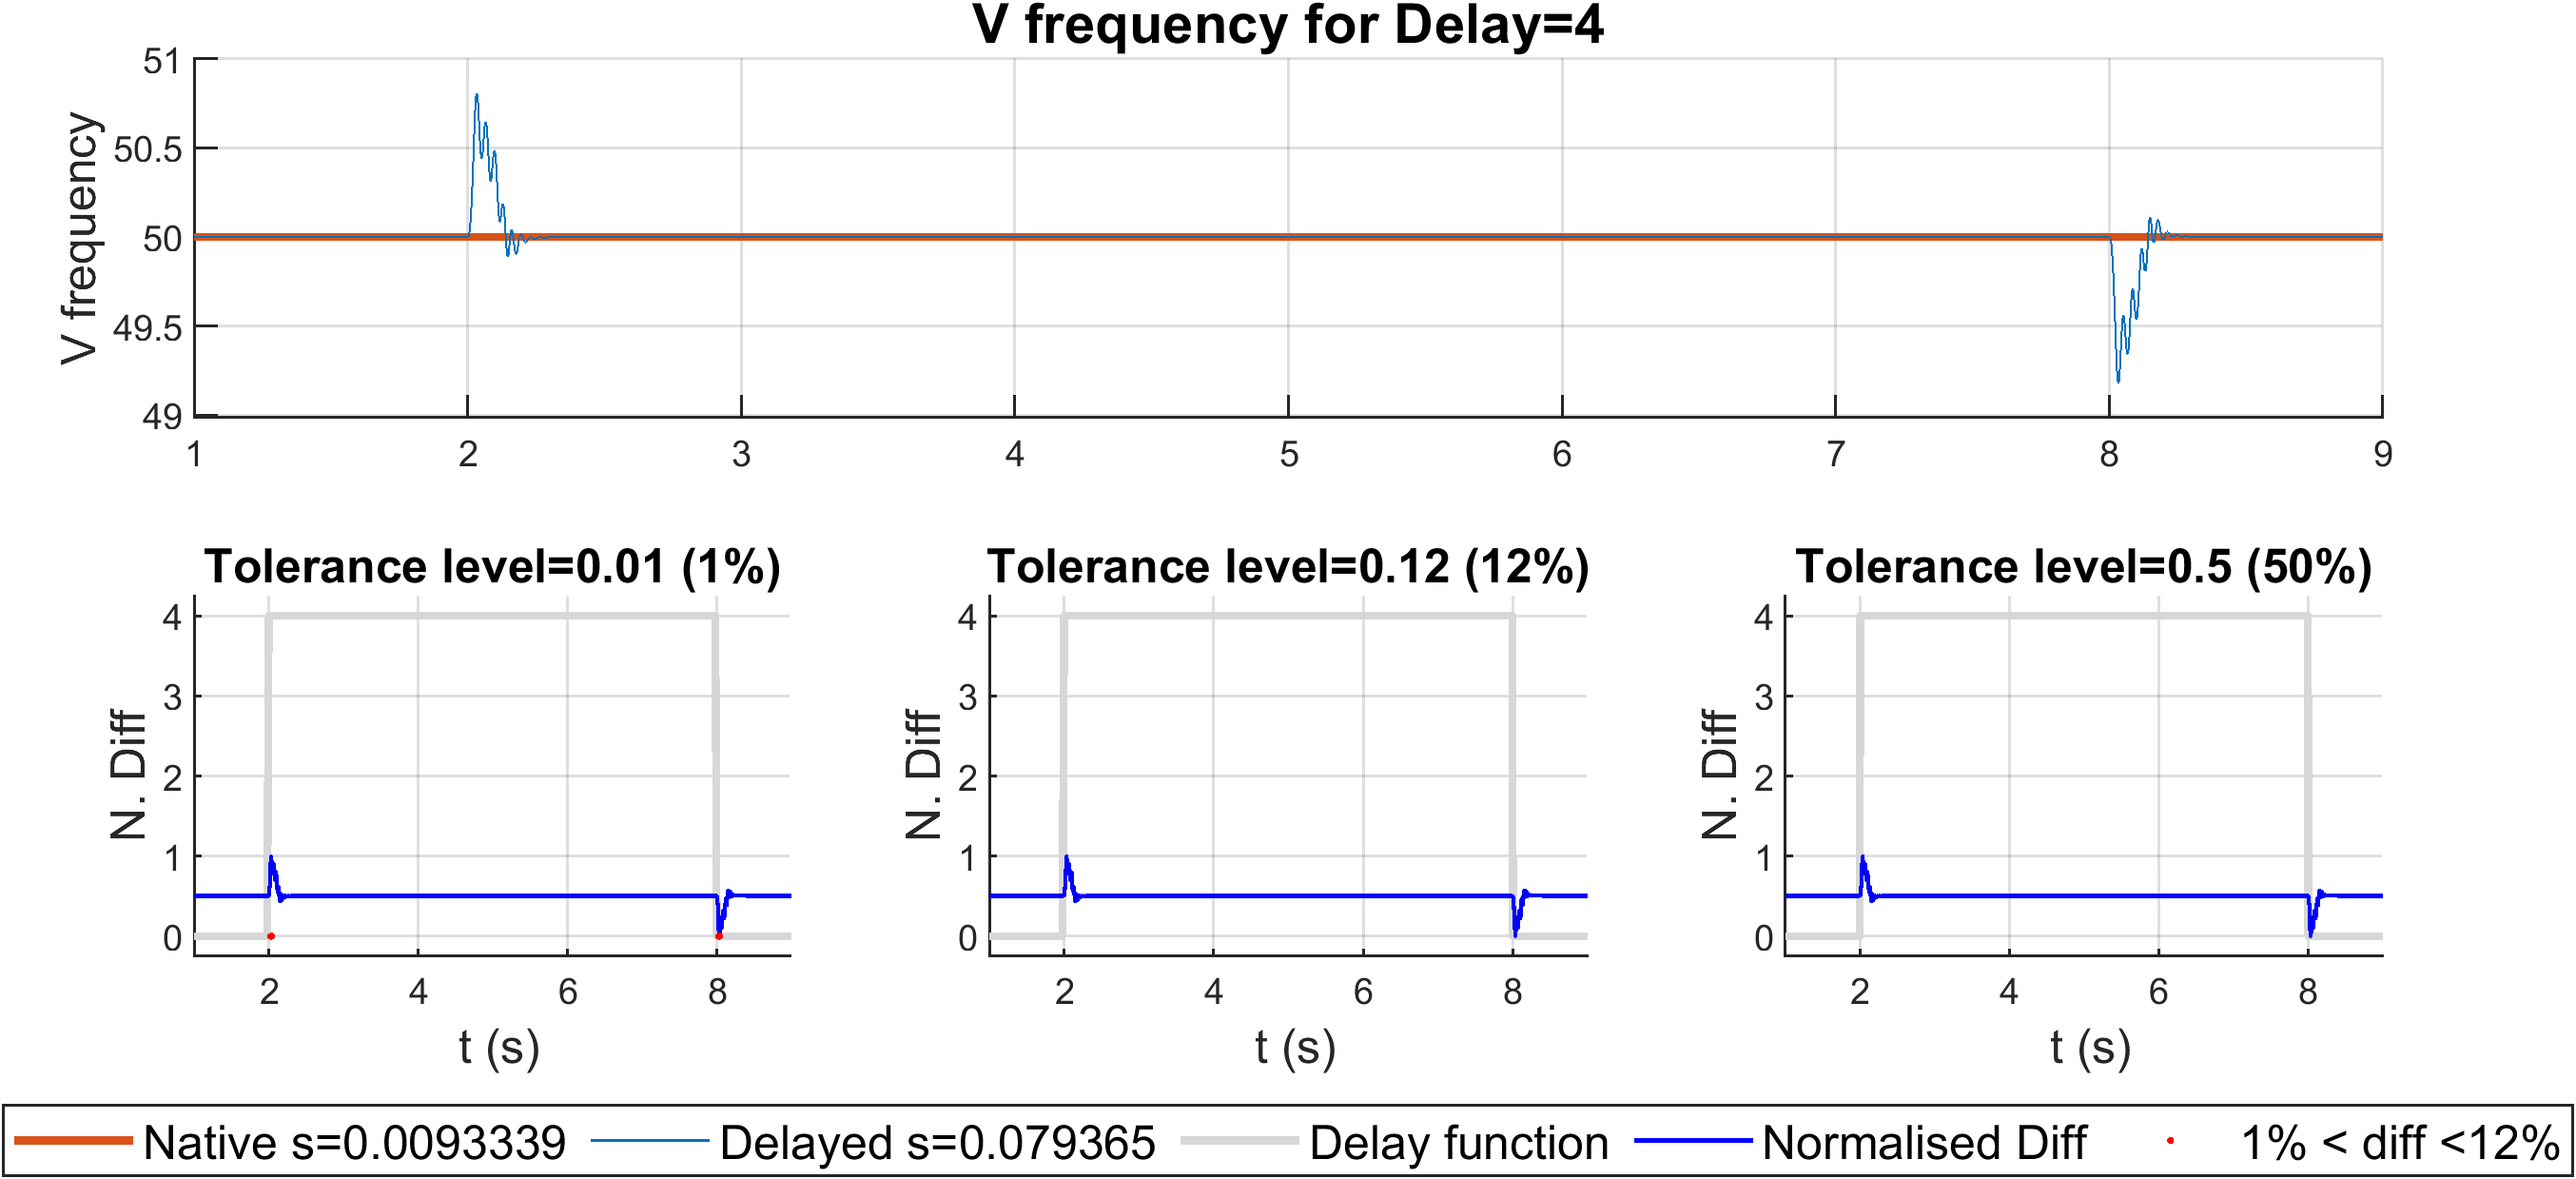 V frequency for Delay=4
V frequency
51
50.5
50
49.5
49
1 2 3 4 5 6 7 8 9
Tolerance level=0.01 (1%)
N. Diff
4
3
2
1
0
2 4 6 8
t (s)
Tolerance level=0.12 (12%)
N. Diff
4
3
2
1
0
2 4 6 8
t (s)
Tolerance level=0.5 (50%)
N. Diff
4
3
2
1
0
2 4 6 8
t (s)
Native s=0.0093339 Delayed s=0.079365 Delay function Normalised Diff 1% < diff <12%